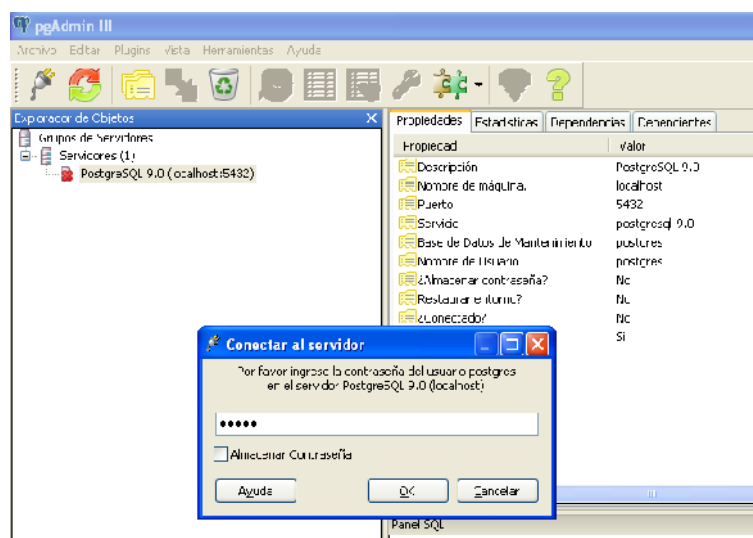 pgAdmin III
Archivo Editar Plugins Vista Herramientas Ayuda
Explorador de Objetos
Grupos de Servidores
Servidores (1)
PostgreSQL 9.0 (localhost:5432)
Propiedades Estadísticas Dependencias Dependientes
Propiedad Valor
Descripción PostgreSQL 9.0
Nombre de máquina. localhost
Puerto 5432
Servicio postgresql-9.0
Base de Datos de Mantenimiento postgres
Nombre de Usuario postgres
¿Almacenar contraseña? No
Restaurar entorno? No
¿Conectado? No
Si
Conectar al servidor
Por favor ingrese la contraseña del usuario postgres
en el servidor PostgreSQL 9.0 (localhost)
•••••
Almacenar Contraseña
Ayuda OK Cancelar
Panel SQL